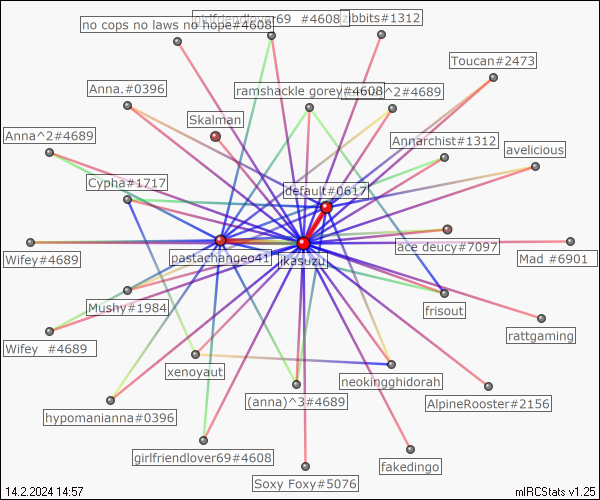 no cops no laws no hope#4608
girlfriendlover69 #4608
zibbits#1312
Toucan#2473
Anna.#0396
ramshackle gorey#4608
^2#4689
Skalman
Anna^2#4689
Annarchist#1312
avelicious
Cypha#1717
default#0617
ace deucy#7097
Wifey#4689
pastachangeo41
jkasuzu
Mad #6901
Mushy#1984
frisout
rattgaming
Wifey #4689
xenoyaut
neokingghidorah
hypomanianna#0396
(anna)^3#4689
AlpineRooster#2156
girlfriendlover69#4608
fakedingo
Soxy Foxy#5076
14.2.2024 14:57
mIRCStats v1.25